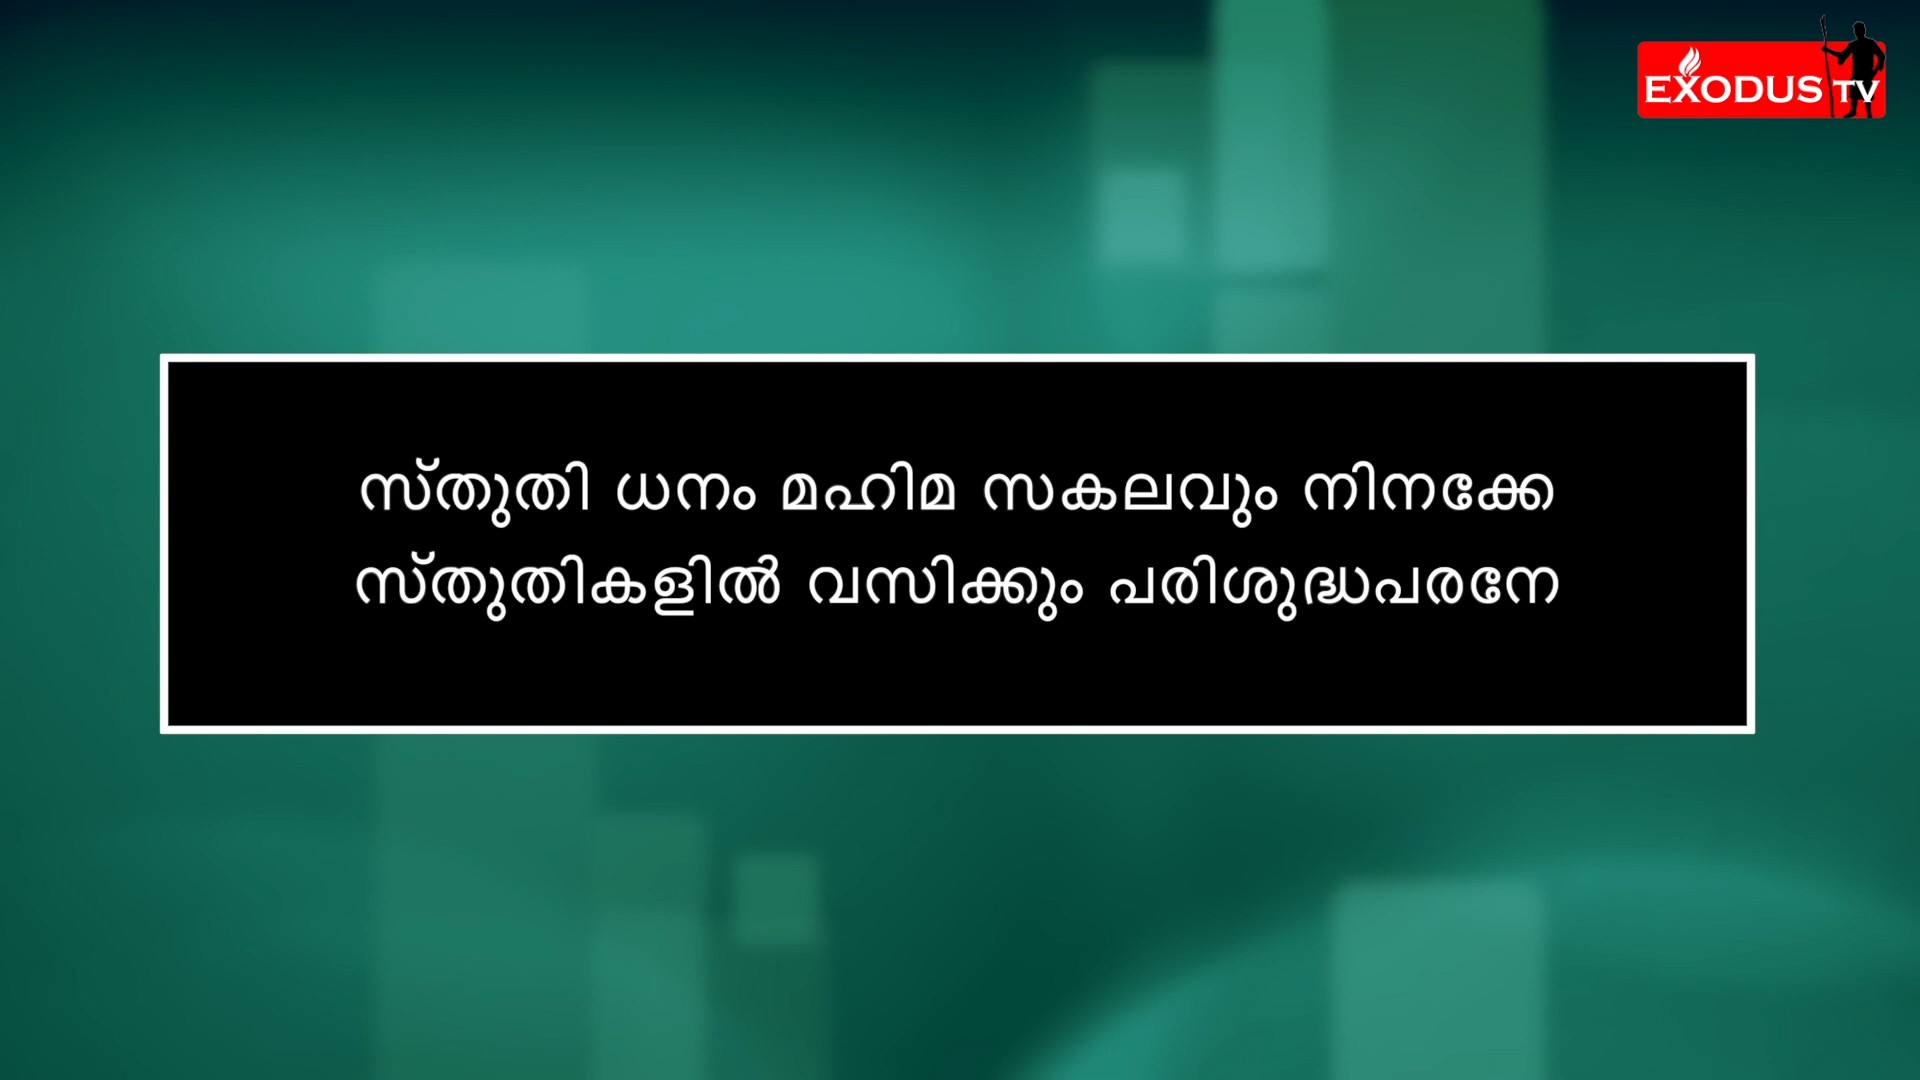 EXODUS TV
സ്തുതി ധനം മഹിമ സകലവും നിനക്കേ
സ്തുതികളിൽ വസിക്കും പരിശുദ്ധപരനേ